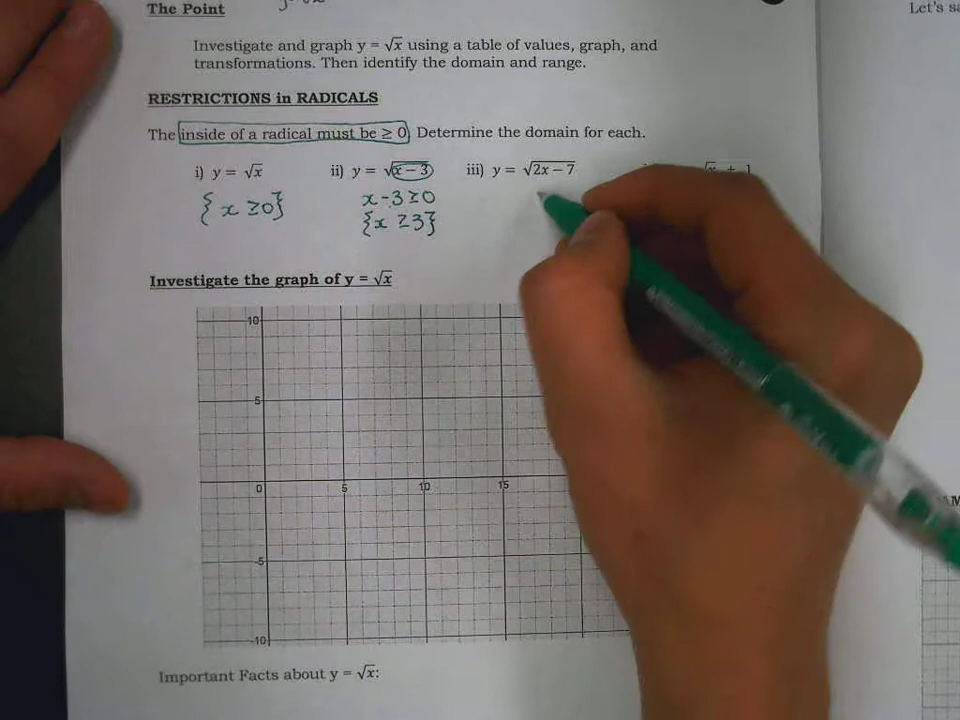 The Point
Investigate and graph y = √x using a table of values, graph, and
transformations. Then identify the domain and range.
Let's
RESTRICTIONS in RADICALS
The inside of a radical must be ≥ 0. Determine the domain for each.
i) y = √x ii) y = √x − 3 iii) y = √2x − 7 + 1
{x ≥0} x-3≥0
{x ≥3}
Investigate the graph of y = √x
10
5
0 5 10 15
-5
-10
Important Facts about y = √x: